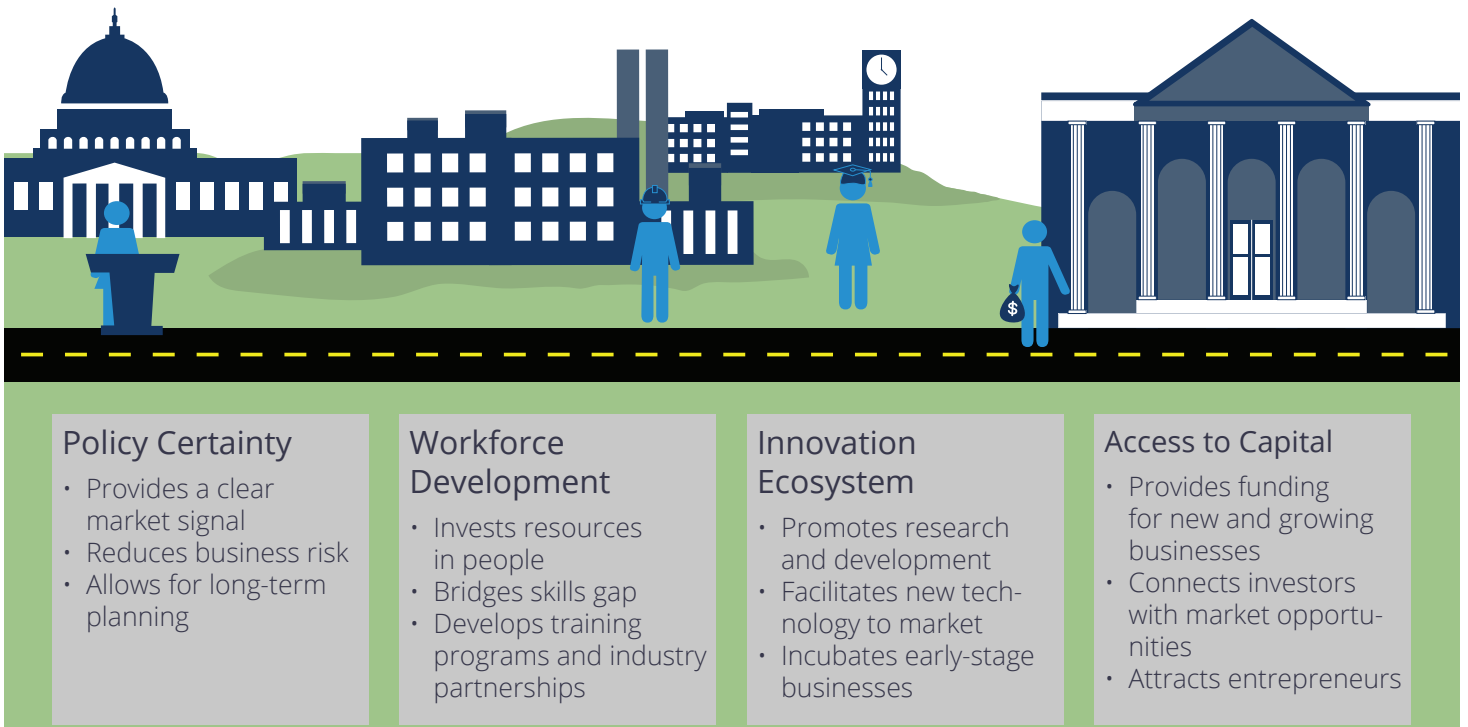 $
Policy Certainty
• Provides a clear
market signal
• Reduces business risk
• Allows for long-term
planning
Workforce
Development
• Invests resources
in people
• Bridges skills gap
• Develops training
programs and industry
partnerships
Innovation
Ecosystem
• Promotes research
and development
• Facilitates new tech-
nology to market
• Incubates early-stage
businesses
Access to Capital
• Provides funding
for new and growing
businesses
• Connects investors
with market opportu-
nities
• Attracts entrepreneurs